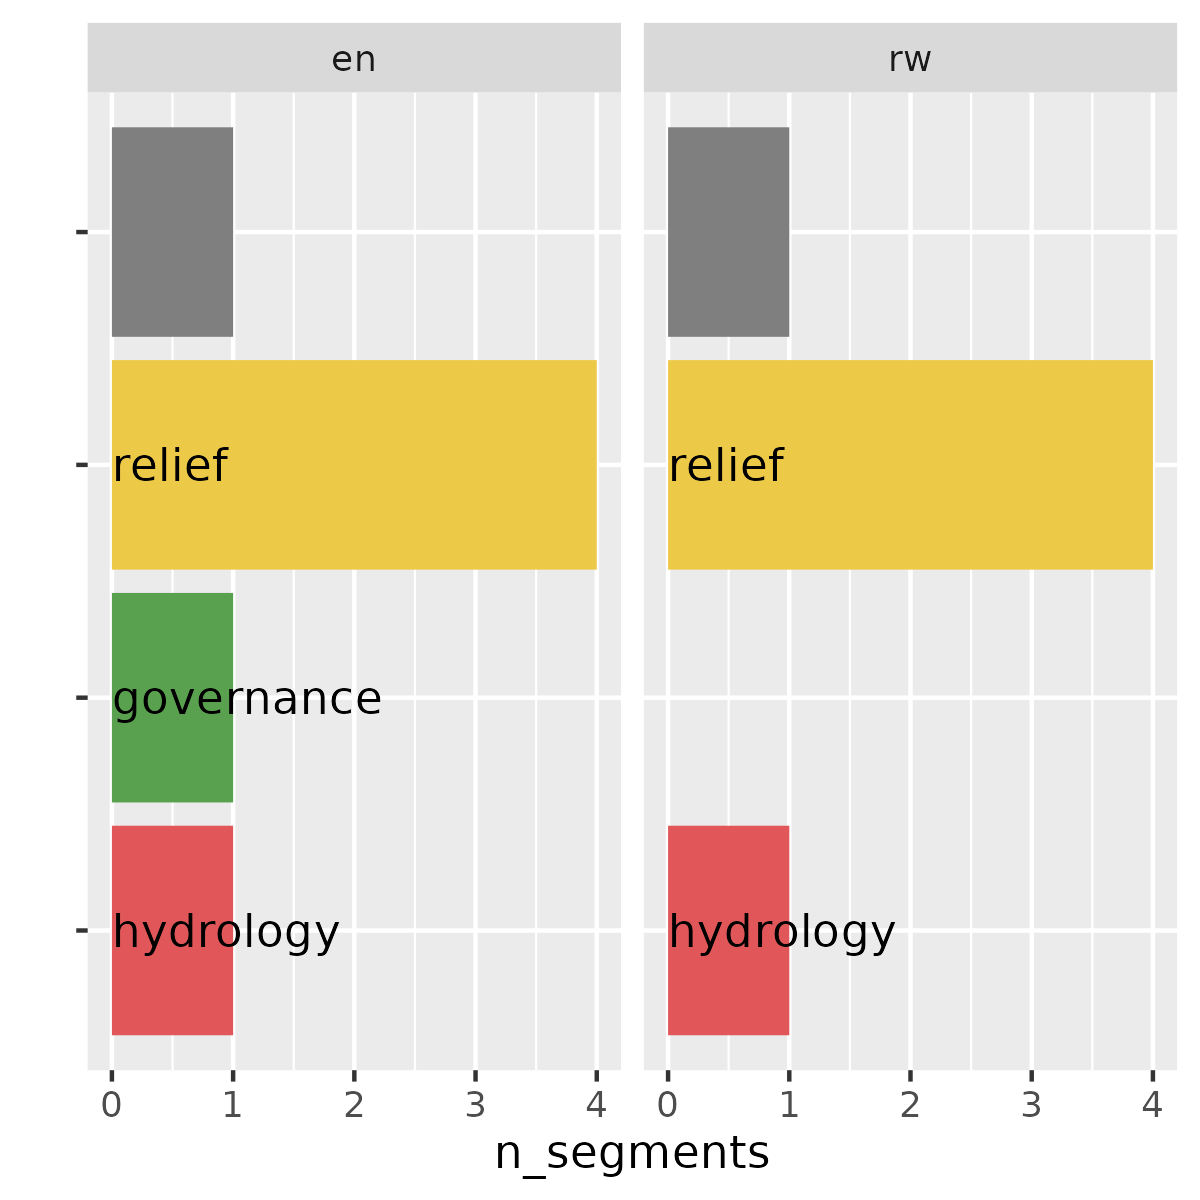 en
rw
relief
relief
governance
hydrology
hydrology
0 1 2 3 4
0 1 2 3 4
n_segments